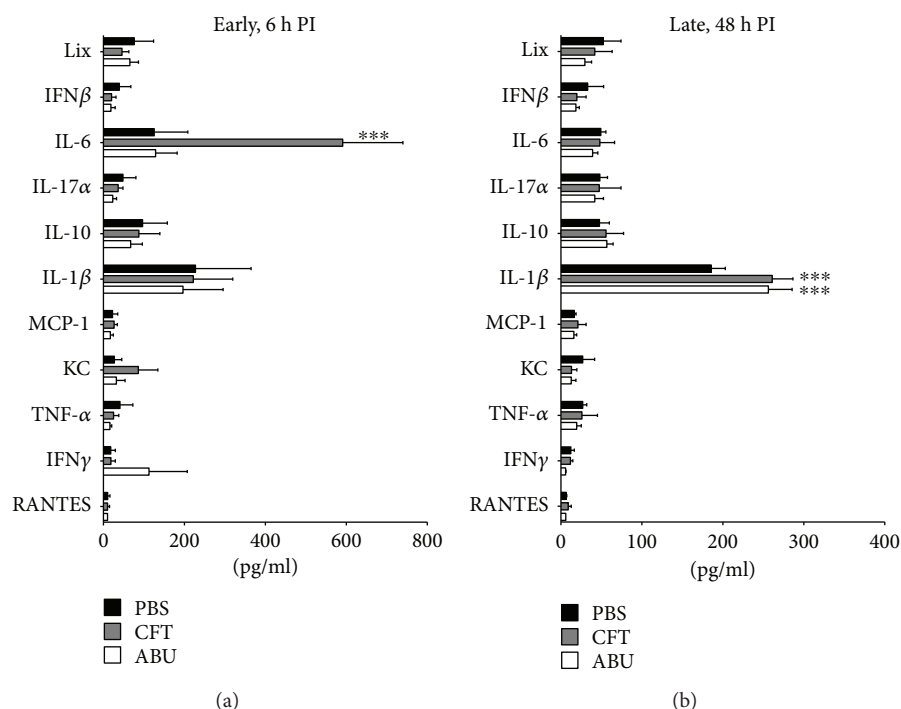 Early, 6 h PI
Lix
IFNβ
IL-6
***
IL-17α
IL-10
IL-1β
MCP-1
KC
TNF-α
IFNγ
RANTES
0 200 400 600 800
(pg/ml)
PBS
CFT
ABU
(a)
Late, 48 h PI
Lix
IFNβ
IL-6
IL-17α
IL-10
IL-1β
***
***
MCP-1
KC
TNF-α
IFNγ
RANTES
0 100 200 300 400
(pg/ml)
PBS
CFT
ABU
(b)